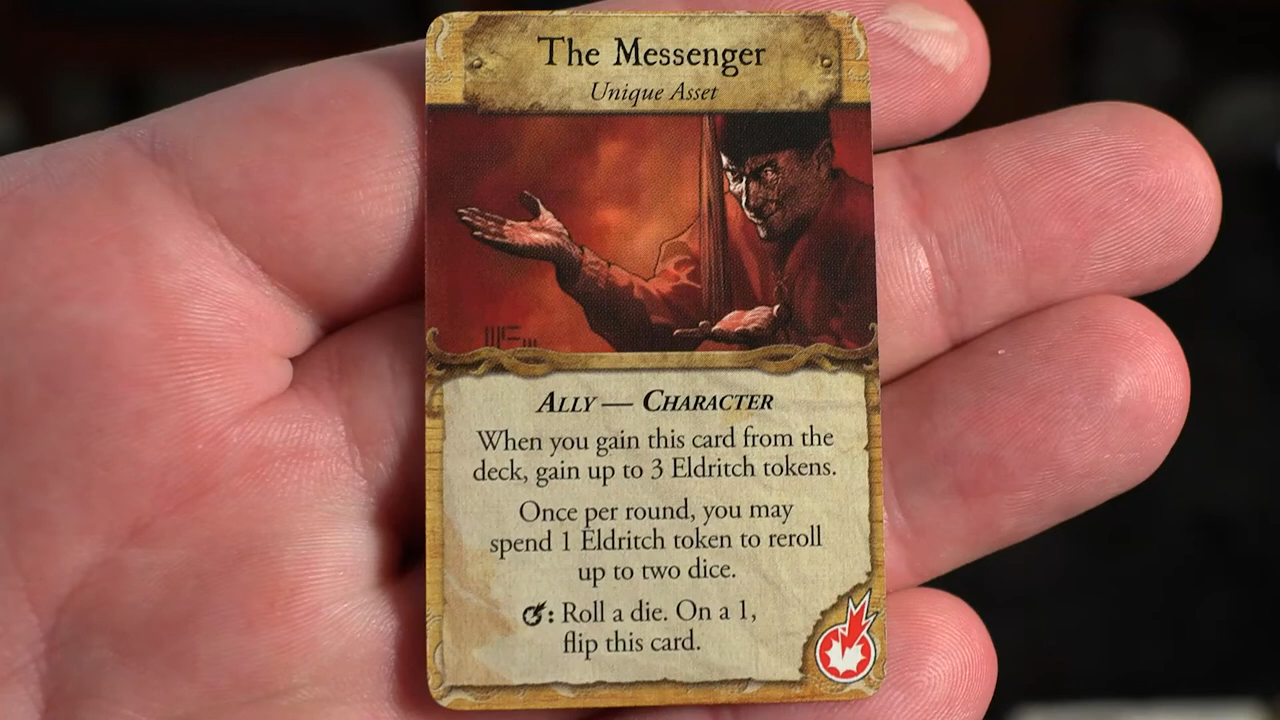 The Messenger
Unique Asset
Ally — Character
When you gain this card from the
deck, gain up to 3 Eldritch tokens.
Once per round, you may
spend 1 Eldritch token to reroll
up to two dice.
: Roll a die. On a 1,
flip this card.